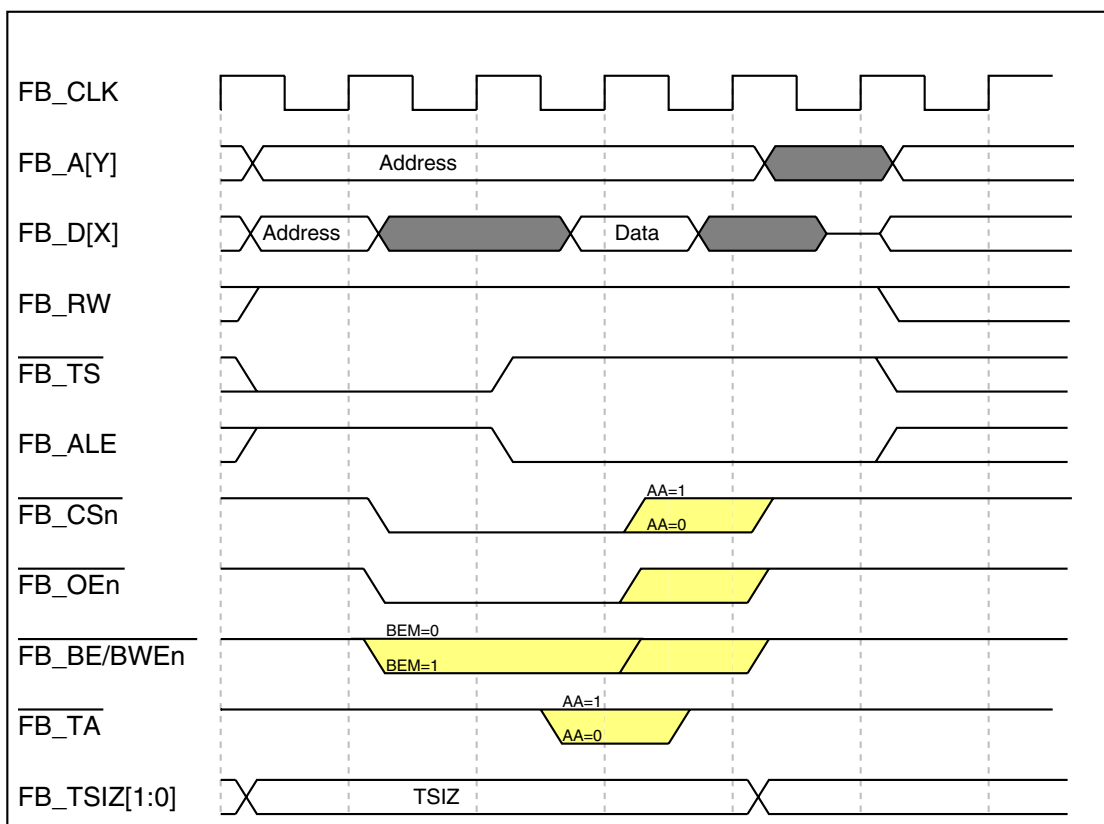 FB_CLK
FB_A[Y]
Address
FB_D[X]
Address
Data
FB_RW
FB_TS
FB_ALE
FB_CSn
AA=1
AA=0
FB_OEn
FB_BE/BWEn
BEM=0
BEM=1
FB_TA
AA=1
AA=0
FB_TSIZ[1:0]
TSIZ